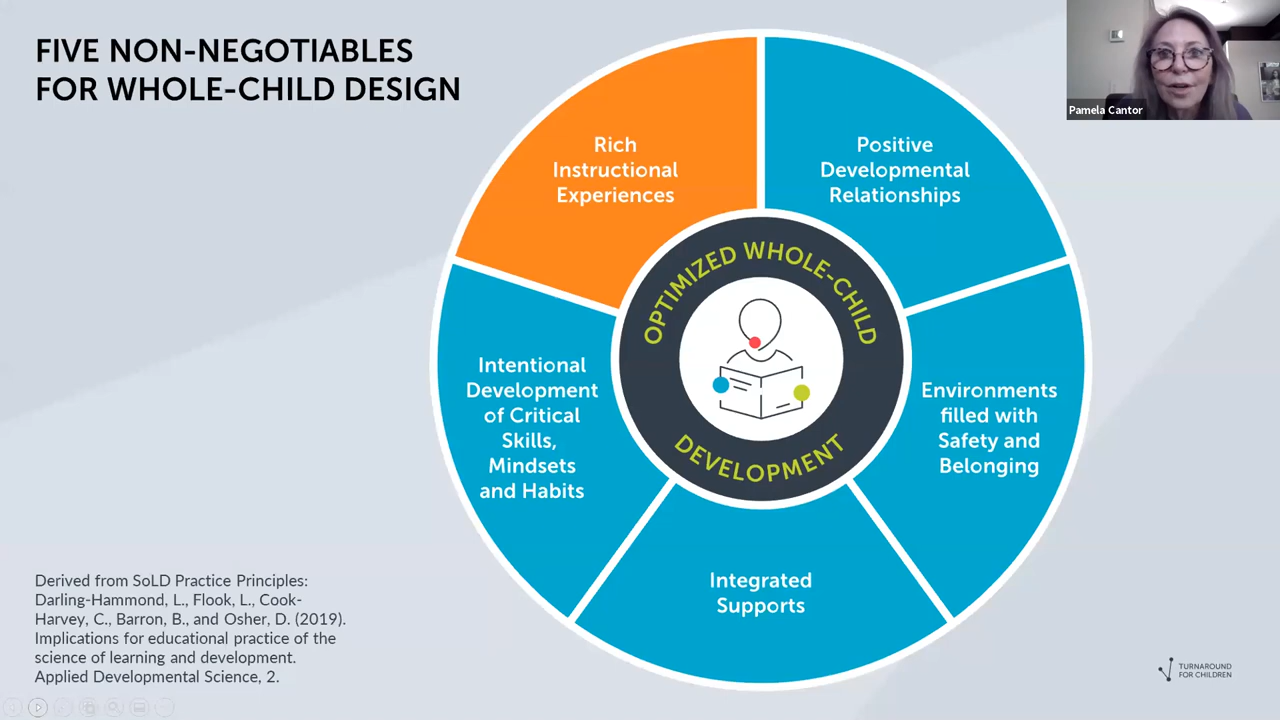 FIVE NON-NEGOTIABLES
FOR WHOLE-CHILD DESIGN
Pamela Cantor
Rich
Instructional
Experiences
Positive
Developmental
Relationships
OPTIMIZED WHOLE-CHILD
DEVELOPMENT
Intentional
Development
of Critical
Skills,
Mindsets
and Habits
Environments
filled with
Safety and
Belonging
Integrated
Supports
Derived from SoLD Practice Principles:
Darling-Hammond, L., Flook, L., Cook-
Harvey, C., Barron, B., and Osher, D. (2019).
Implications for educational practice of the
science of learning and development.
Applied Developmental Science, 2.
TURNAROUND
FOR CHILDREN